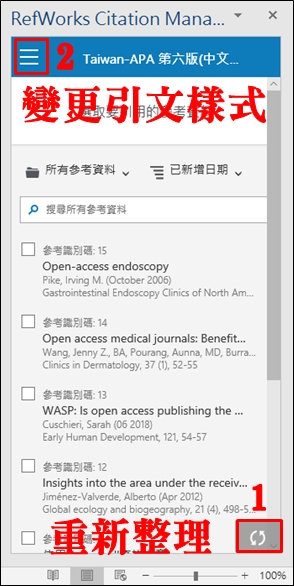 RefWorks Citation Mana...
2
Taiwan-APA 第六版(中文...
變更引文樣式
所有參考資料
已新增日期
搜尋所有參考資料
參考識別碼: 15
Open-access endoscopy
Pike, Irving M. (October 2006)
Gastrointestinal Endoscopy Clinics of North Am...
參考識別碼: 14
Open access medical journals: Benefit...
Wang, Jenny Z., BA, Pourang, Aunna, MD, Burra...
Clinics in Dermatology, 37 (1), 52-55
參考識別碼: 13
WASP: Is open access publishing the ...
Cuschieri, Sarah (06 2018)
Early Human Development, 121, 54-57
參考識別碼: 12
Insights into the area under the receiv...
Jiménez-Valverde, Alberto (Apr 2012)
Global ecology and biogeography, 21 (4), 498-5...
1
重新整理
100%